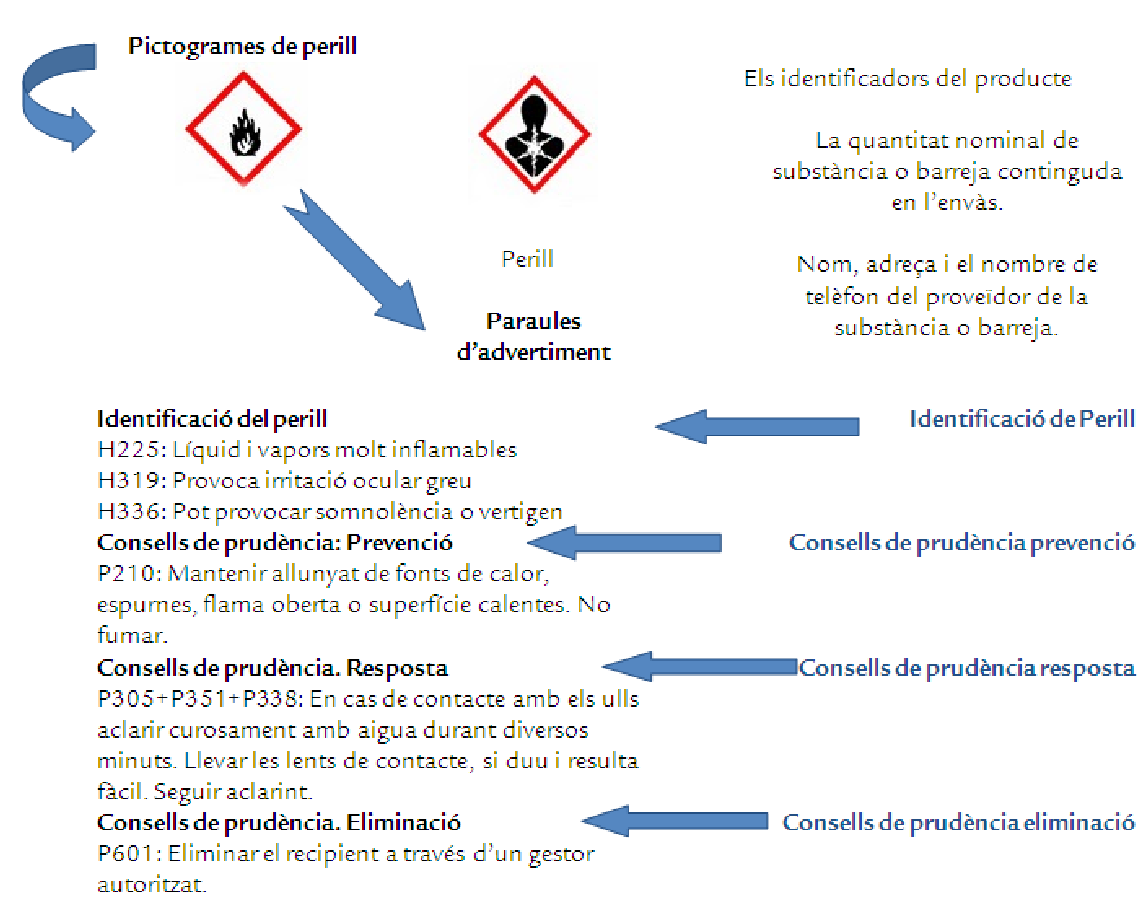 Pictogrames de perill
Els identificadors del producte
La quantitat nominal de
substància o barreja continguda
en l'envàs.
Perill
Nom, adreça i el nombre de
telèfon del proveïdor de la
substància o barreja.
Paraules
d'advertiment
Identificació del perill
Identificació de Perill
H225: Líquid i vapors molt inflamables
H319: Provoca irritació ocular greu
H336: Pot provocar somnolència o vertigen
Consells de prudència: Prevenció
Consells de prudència prevenció
P210: Mantenir allunyat de fonts de calor,
espurnes, flama oberta o superfície calentes. No
fumar.
Consells de prudència. Resposta
Consells de prudència resposta
P305+P351+P338: En cas de contacte amb els ulls
aclarir curosament amb aigua durant diversos
minuts. Llevar les lents de contacte, si duu i resulta
fàcil. Seguir aclarint.
Consells de prudència. Eliminació
Consells de prudència eliminació
P601: Eliminar el recipient a través d'un gestor
autoritzat.